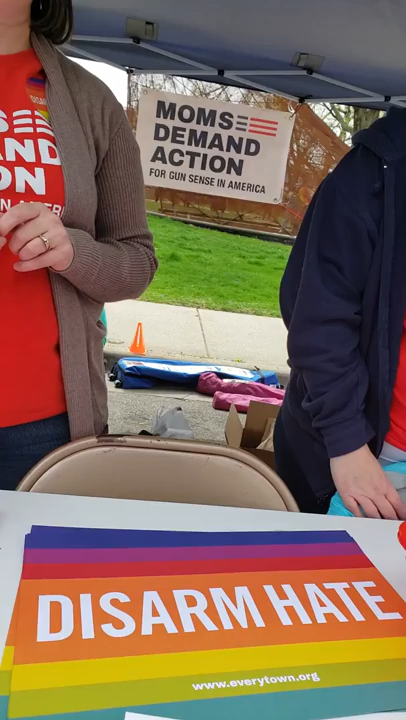 MOMS
DEMAND
ACTION
FOR GUN SENSE IN AMERICA
DISARM HATE
www.everytown.org